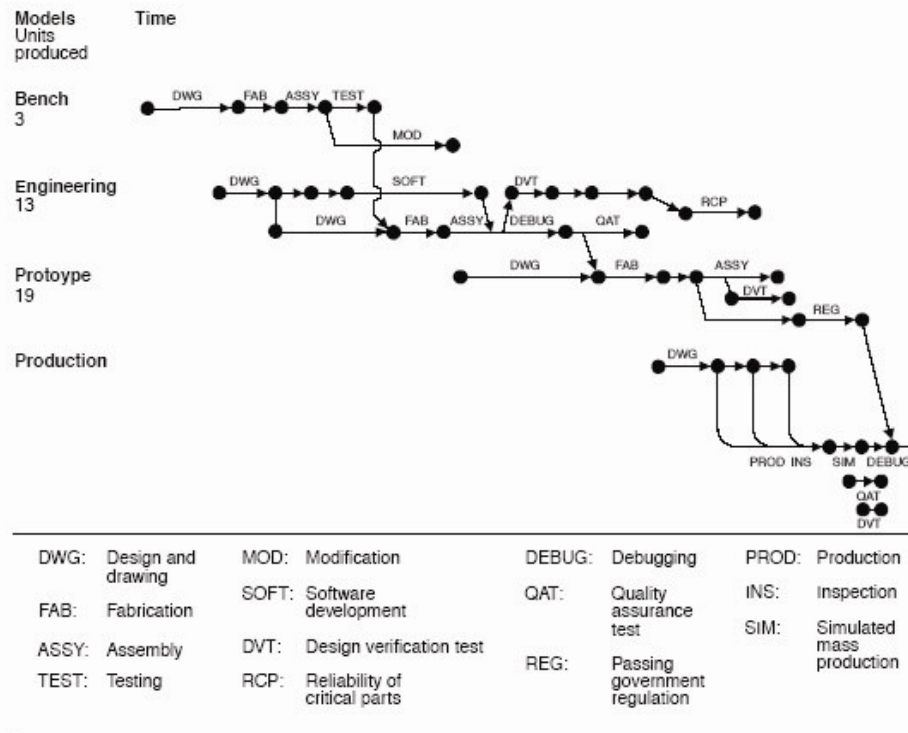 Models Time
Units
produced
Bench
3
DWG FAB ASSY TEST
MOD
Engineering
13
DWG SOFT DVT
RCP
DWG FAB ASSY DEBUG QAT
Protoype
19
DWG FAB ASSY
DVT
REG
Production
DWG
PROD INS SIM DEBUG
QAT
DVT
DWG: Design and
drawing
FAB: Fabrication
ASSY: Assembly
TEST: Testing
MOD: Modification
SOFT: Software
development
DVT: Design verification test
RCP: Reliability of
critical parts
DEBUG: Debugging
QAT: Quality
assurance
test
REG: Passing
government
regulation
PROD: Production
INS: Inspection
SIM: Simulated
mass
production